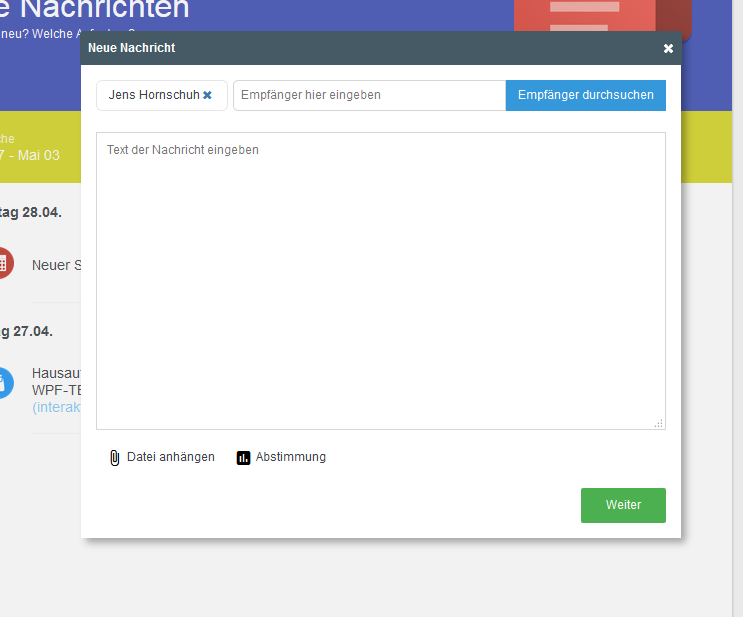 e Nachrichten
neu? Welche
Neue Nachricht
Jens Hornschuh
Empfänger hier eingeben
Empfänger durchsuchen
Text der Nachricht eingeben
che
7 - Mai 03
tag 28.04.
Neuer S
g 27.04.
Hausau
WPF-TE
(interak
Datei anhängen
Abstimmung
Weiter